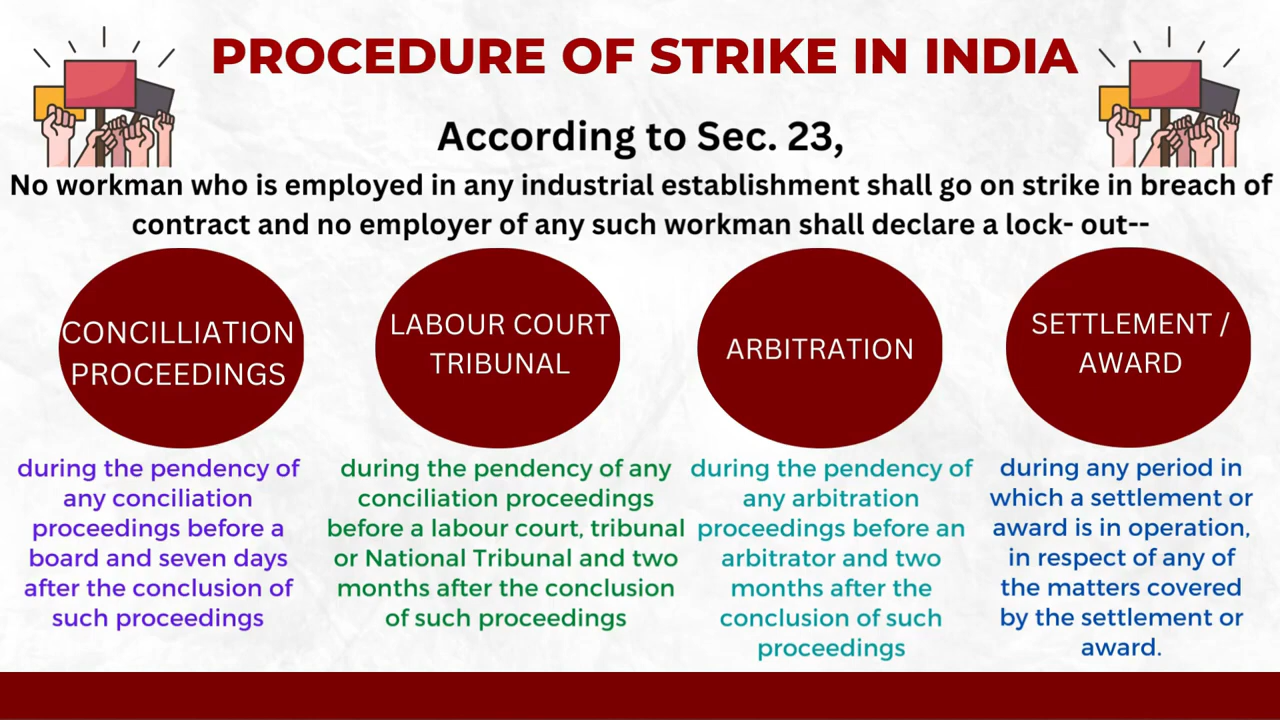 PROCEDURE OF STRIKE IN INDIA
According to Sec. 23,
No workman who is employed in any industrial establishment shall go on strike in breach of
contract and no employer of any such workman shall declare a lock- out--
CONCILLIATION
PROCEEDINGS
during the pendency of
any conciliation
proceedings before a
board and seven days
after the conclusion of
such proceedings
LABOUR COURT
TRIBUNAL
during the pendency of any
conciliation proceedings
before a labour court, tribunal
or National Tribunal and two
months after the conclusion
of such proceedings
ARBITRATION
during the pendency of
any arbitration
proceedings before an
arbitrator and two
months after the
conclusion of such
proceedings
SETTLEMENT /
AWARD
during any period in
which a settlement or
award is in operation,
in respect of any of
the matters covered
by the settlement or
award.